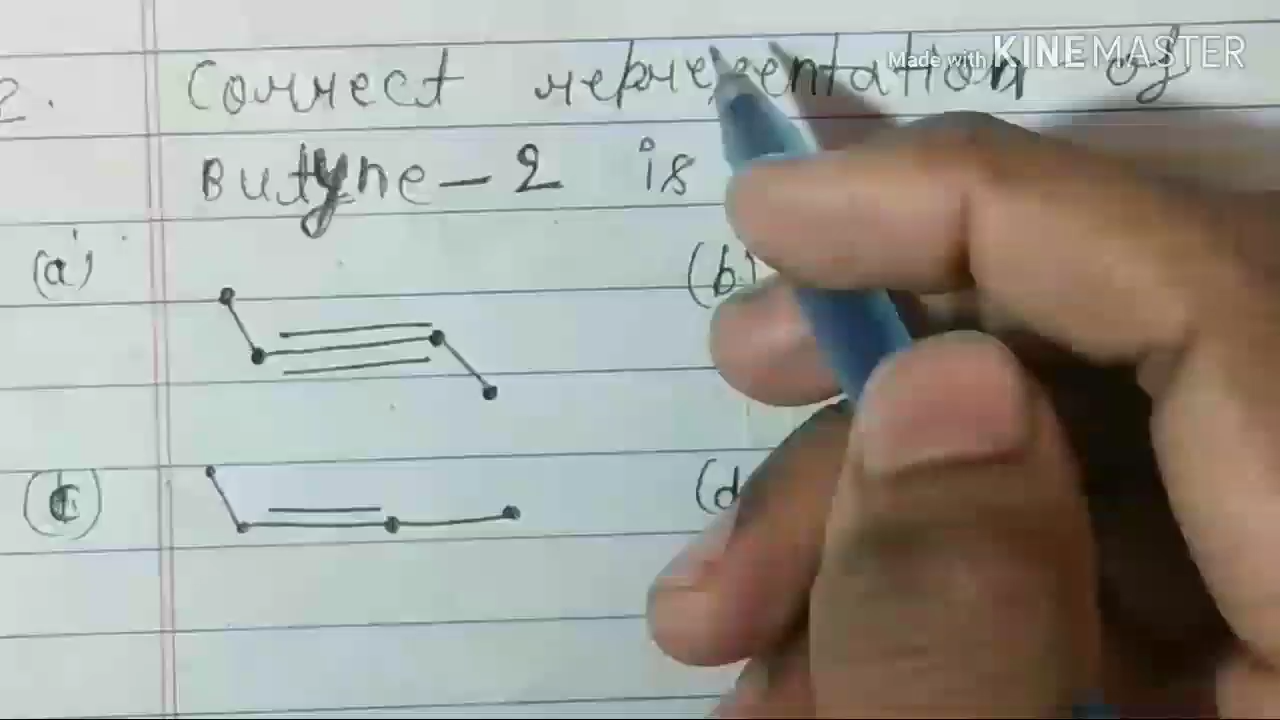 Made with KINEMASTER
2. Correct representation of
Butyne-2 is
(a) (b)
(c) (d